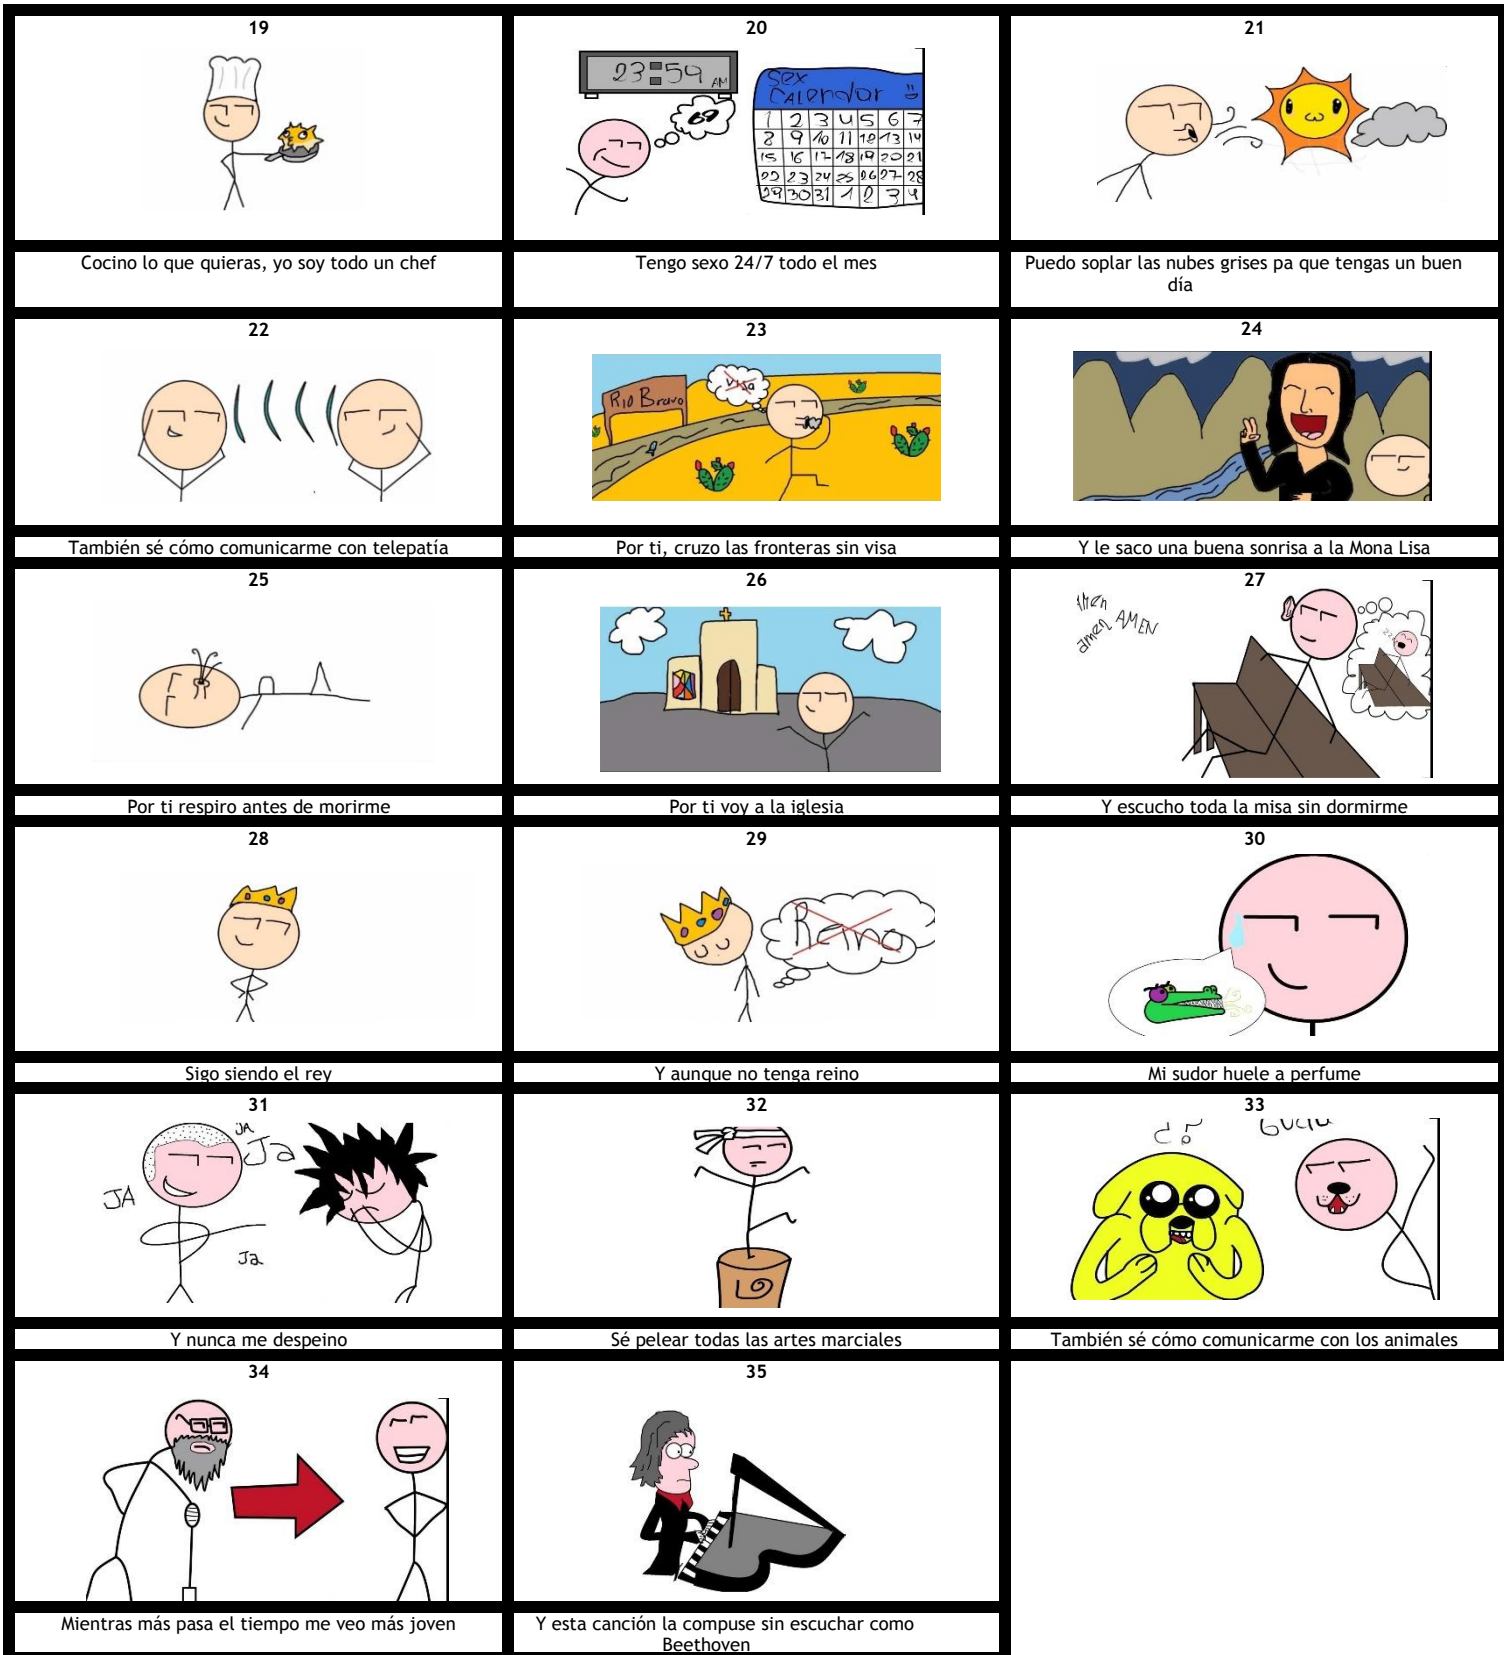 19
20
21
23:59 AM
69
Sex
Calendar
1 2 3 4 5 6 7
8 9 10 11 12 13 14
15 16 17 18 19 20 21
22 23 24 25 26 27 28
29 30 31 1 2 3 4
Cocino lo que quieras, yo soy todo un chef
Tengo sexo 24/7 todo el mes
Puedo soplar las nubes grises pa que tengas un buen
día
22
23
24
Rio Bravo
Visa
También sé cómo comunicarme con telepatía
Por ti, cruzo las fronteras sin visa
Y le saco una buena sonrisa a la Mona Lisa
25
26
27
Amen
amen AMEN
Por ti respiro antes de morirme
Por ti voy a la iglesia
Y escucho toda la misa sin dormirme
28
29
30
Reino
Sigo siendo el rey
Y aunque no tenga reino
Mi sudor huele a perfume
31
32
33
JA
Ja
JA
Ja
¿?
Y nunca me despeino
Sé pelear todas las artes marciales
También sé cómo comunicarme con los animales
34
35
Mientras más pasa el tiempo me veo más joven
Y esta canción la compuse sin escuchar como
Beethoven